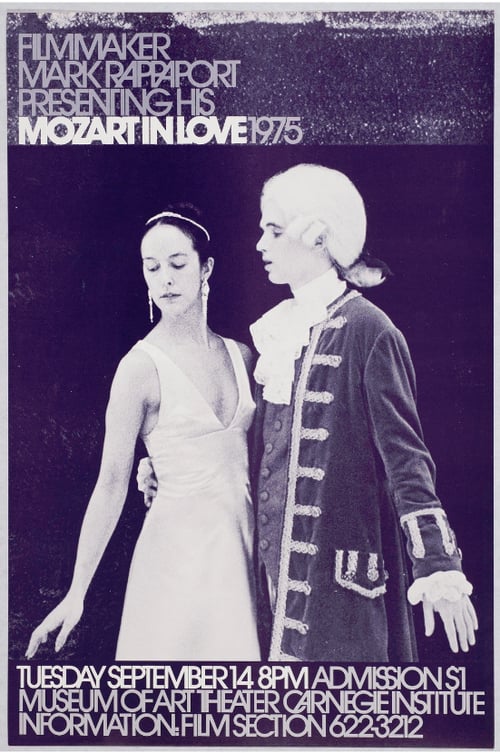 FILMMAKER
MARK RAPPAPORT
PRESENTING HIS
MOZART IN LOVE 1975
TUESDAY SEPTEMBER 14 8PM ADMISSION $1
MUSEUM OF ART THEATER CARNEGIE INSTITUTE
INFORMATION: FILM SECTION 622-3212